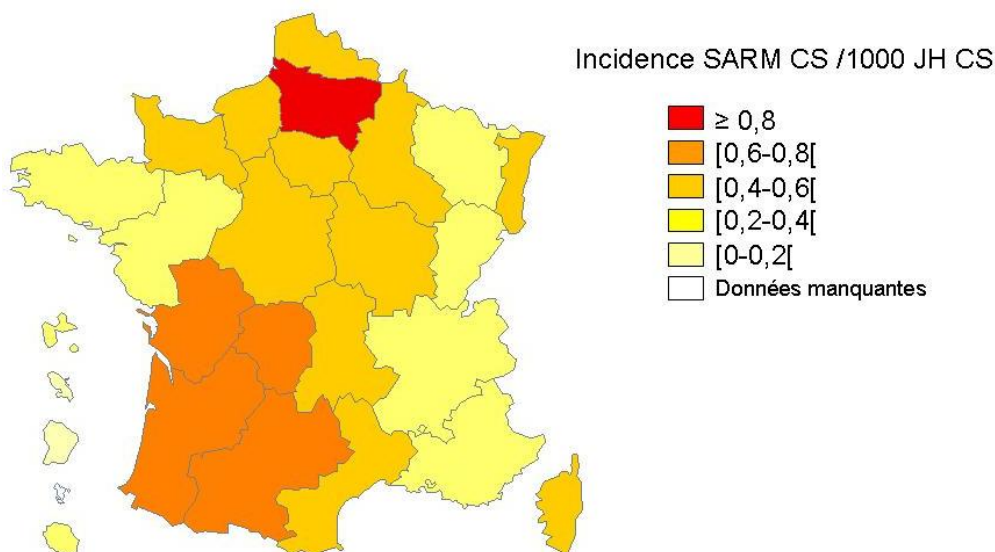 Incidence SARM CS /1000 JH CS
≥ 0,8
[0,6-0,8[
[0,4-0,6[
[0,2-0,4[
[0-0,2[
Données manquantes